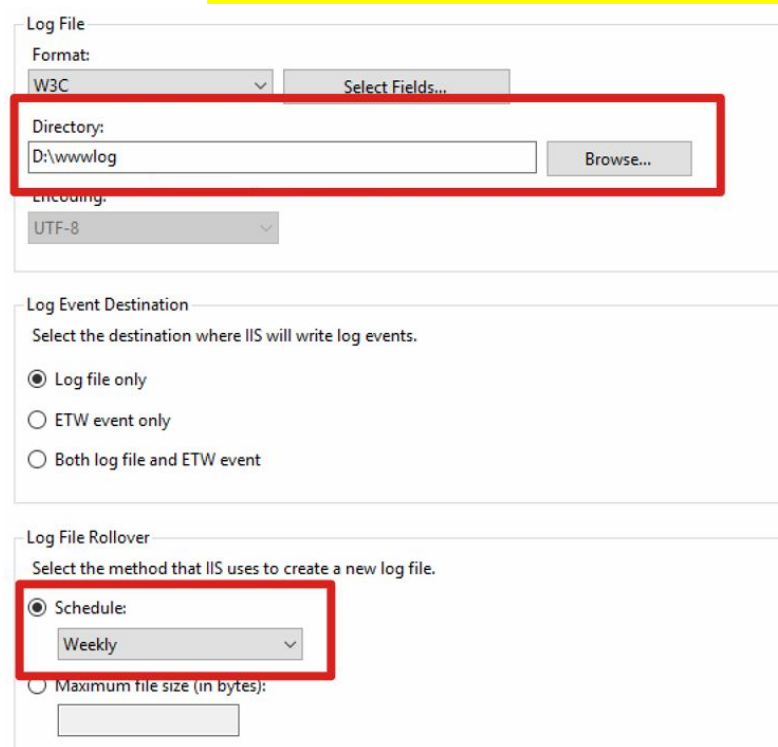 Log File
Format:
W3C Select Fields...
Directory:
D:\wwwlog Browse...
Encoding:
UTF-8
Log Event Destination
Select the destination where IIS will write log events.
Log file only
ETW event only
Both log file and ETW event
Log File Rollover
Select the method that IIS uses to create a new log file.
Schedule:
Weekly
Maximum file size (in bytes):